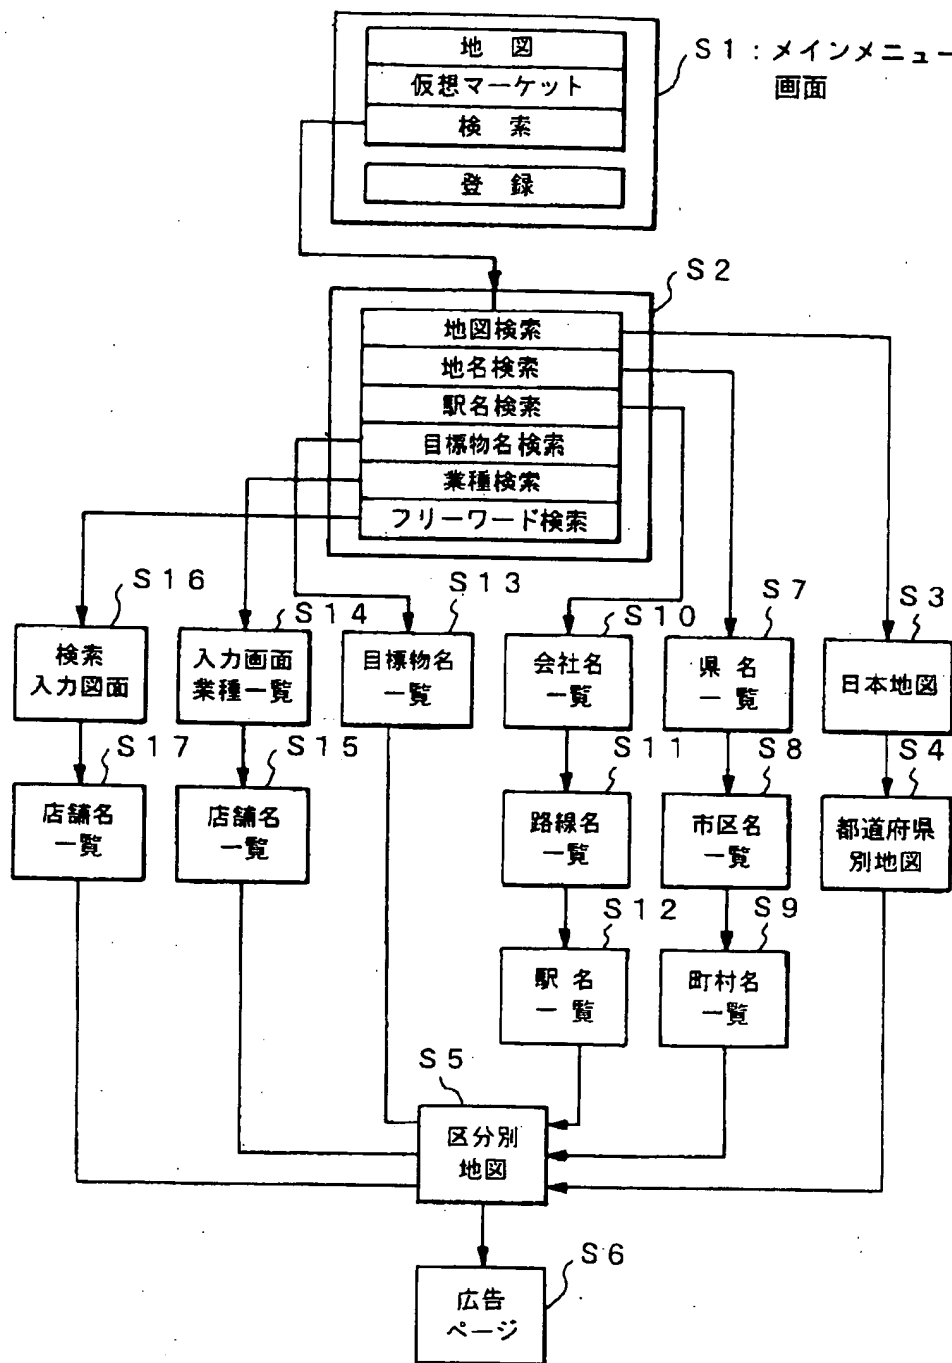 地 図
仮想マーケット
検 索
登 録
S1:メインメニュー
画面
S2
地図検索
地名検索
駅名検索
目標物名検索
業種検索
フリーワード検索
S16
検索
入力図面
S14
入力画面
業種一覧
S13
目標物名
一覧
S10
会社名
一覧
S7
県 名
一 覧
S3
日本地図
S17
店舗名
一覧
S15
店舗名
一覧
S11
路線名
一覧
S8
市区名
一覧
S4
都道府県
別地図
S12
駅 名
一 覧
S9
町村名
一覧
S5
区分別
地図
S6
広告
ページ